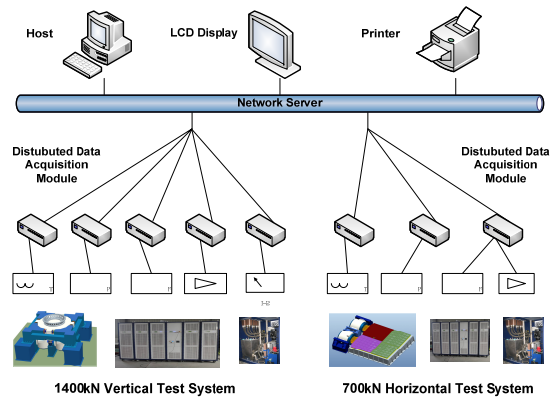 Host
LCD Display
Printer
Network Server
Distubuted Data
Acquisition
Module
Distubuted Data
Acquisition
Module
T
P
P
T
P
1400kN Vertical Test System
700kN Horizontal Test System